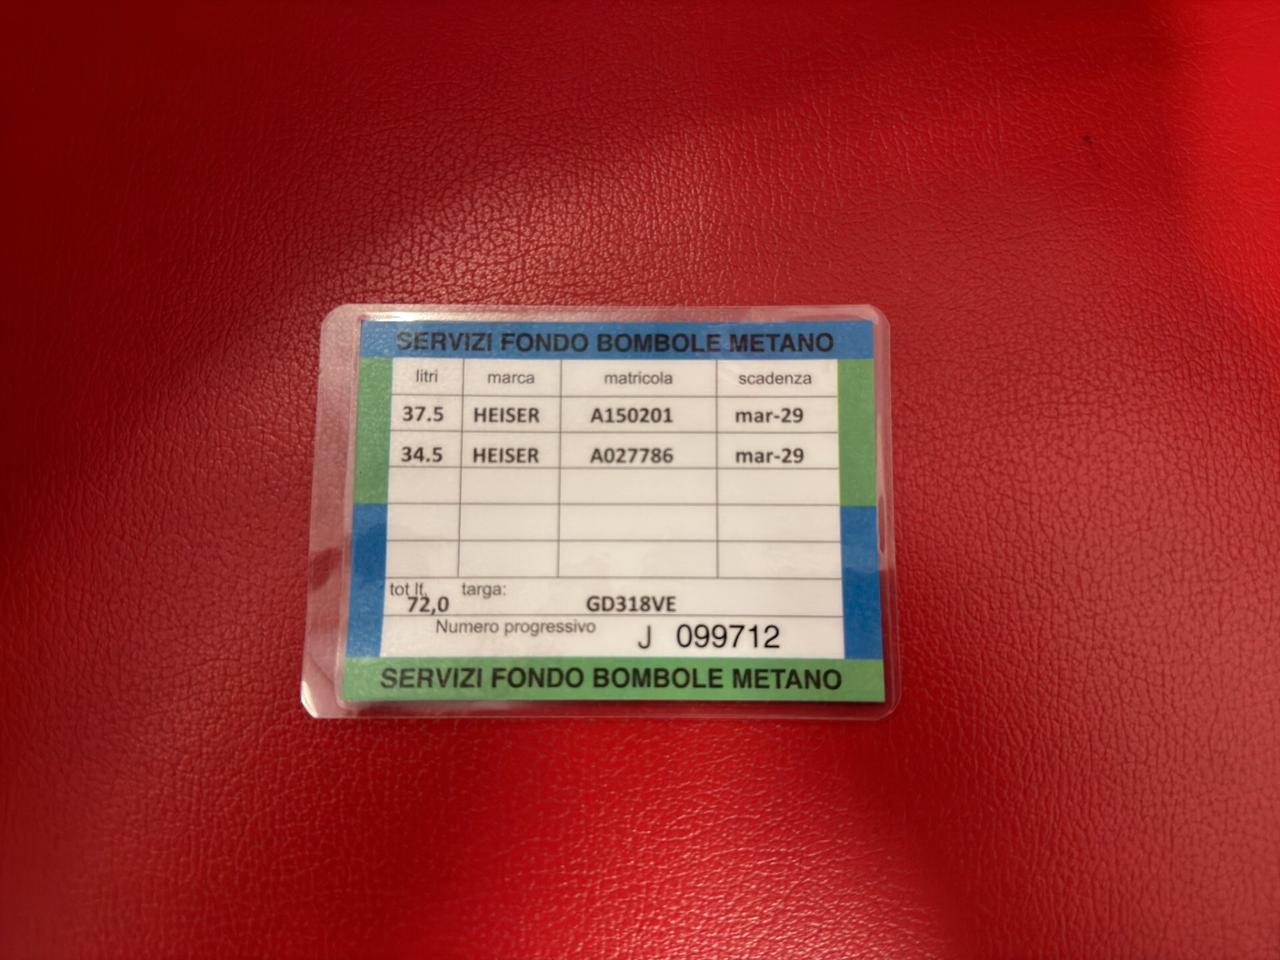 SERVIZI FONDO BOMBOLE METANO
litri marca matricola scadenza
37.5 HEISER A150201 mar-29
34.5 HEISER A027786 mar-29
tot lt. targa:
72,0 GD318VE
Numero progressivo J 099712
SERVIZI FONDO BOMBOLE METANO